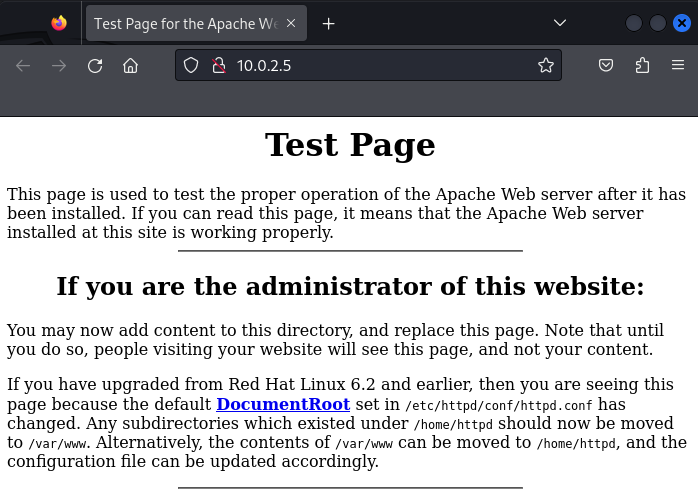 Test Page for the Apache We
10.0.2.5
Test Page
This page is used to test the proper operation of the Apache Web server after it has
been installed. If you can read this page, it means that the Apache Web server
installed at this site is working properly.
If you are the administrator of this website:
You may now add content to this directory, and replace this page. Note that until
you do so, people visiting your website will see this page, and not your content.
If you have upgraded from Red Hat Linux 6.2 and earlier, then you are seeing this
page because the default DocumentRoot set in /etc/httpd/conf/httpd.conf has
changed. Any subdirectories which existed under /home/httpd should now be moved
to /var/www. Alternatively, the contents of /var/www can be moved to /home/httpd, and the
configuration file can be updated accordingly.